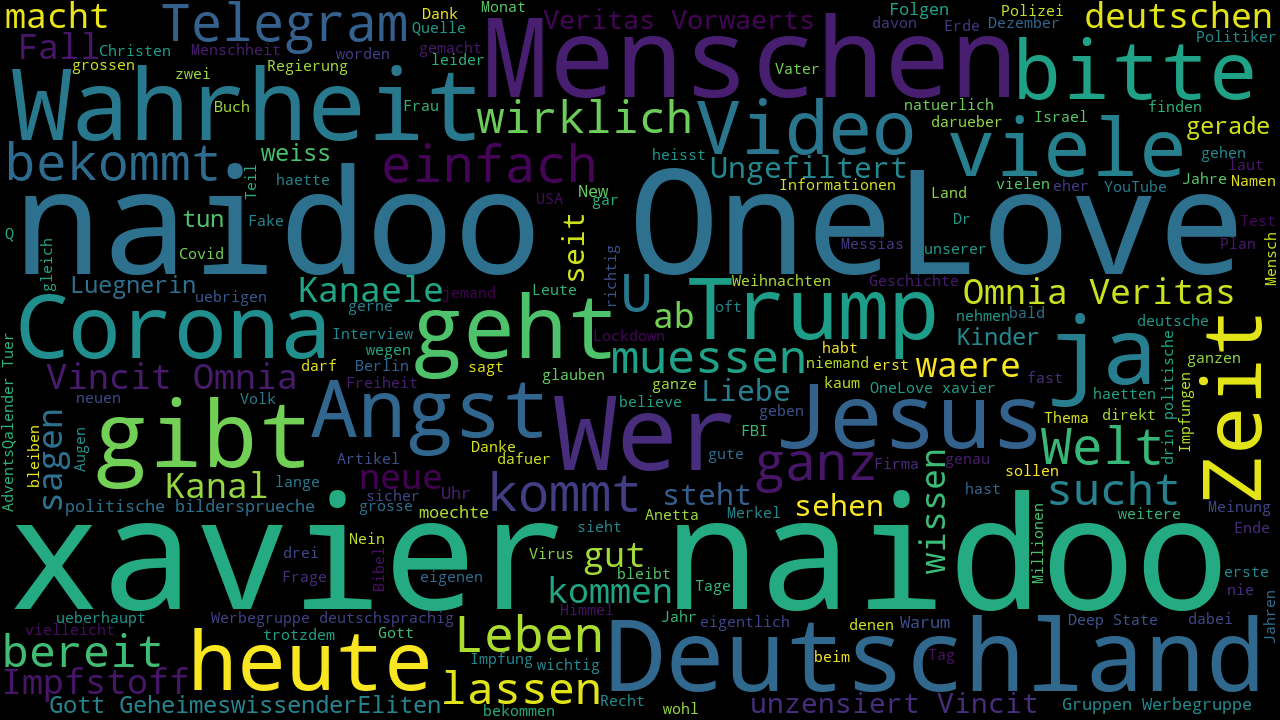 macht
Telegram
Dank
Monat
Veritas Vorwaerts
Folgen
Polizei
deutschen
Quelle
davon
Erde
Dezember
Politiker
Fall
Christen
Menschheit
worden
gemacht
leider
Menschen
bitte
grossen
zwei
Regierung
Vater
Wahrheit
Buch
Frau
wirklich
Video
natuerlich
darueber
Israel
finden
gerade
viele
bekommt
weiss
einfach
heisst
Ungefiltert
gehen
laut
Teil
haette
New
Informationen
vielen
eher
YouTube
Jahre
Namen
naidoo
OneLove
USA
gar
Land
tun
Fake
seit
Dr
unserer
Test
Q
gleich
Covid
richtig
Messias
Plan
Mensch
Luegnerin
uebrigen
Kanaele
jemand
Leute
U
Weihnachten
Geschichte
Omnia Veritas
Corona
gerne
geht
ab
Trump
oft
nehmen
bald
deutsche
Interview
Lockdown
Kinder
ja
Zeit
AdventsQalender Tuer
wegen
muessen
habt
niemand
erst
waere
drin politische
ganzen
Vincit Omnia
darf
Berlin
sagt
glauben
Freiheit
ganze
Liebe
kaum
OneLove xavier
fast
haetten
Impfungen
neuen
Volk
Angst
believe
geben
Jesus
Thema
direkt
gibt
Wer
FBI
Welt
sagen
bleiben
Augen
Danke
dafuer
gute
Artikel
ganz
Firma
genau
sollen
Kanal
lange
neue
kommt
steht
wissen
hast
sucht
politische bildersprueche
sicher
grosse
Uhr
moechte
sehen
Anetta
Merkel
Millionen
weitere
Meinung
Ende
xavier naidoo
sieht
Nein
drei
Virus
gut
Frage
Bibel
eigenen
bleibt
kommen
Tage
erste
nie
ueberhaupt
Werbegruppe deutschsprachig
Himmel
Jahr
eigentlich
denen
Warum
Deep State
dabei
Jahren
vielleicht
trotzdem
Gott
Leben
Deutschland
bereit
heute
Impfung
wichtig
beim
Tag
Impfstoff
lassen
Recht
Gott GeheimeswissenderEliten
bekommen
wohl
unzensiert Vincit
Gruppen Werbegruppe